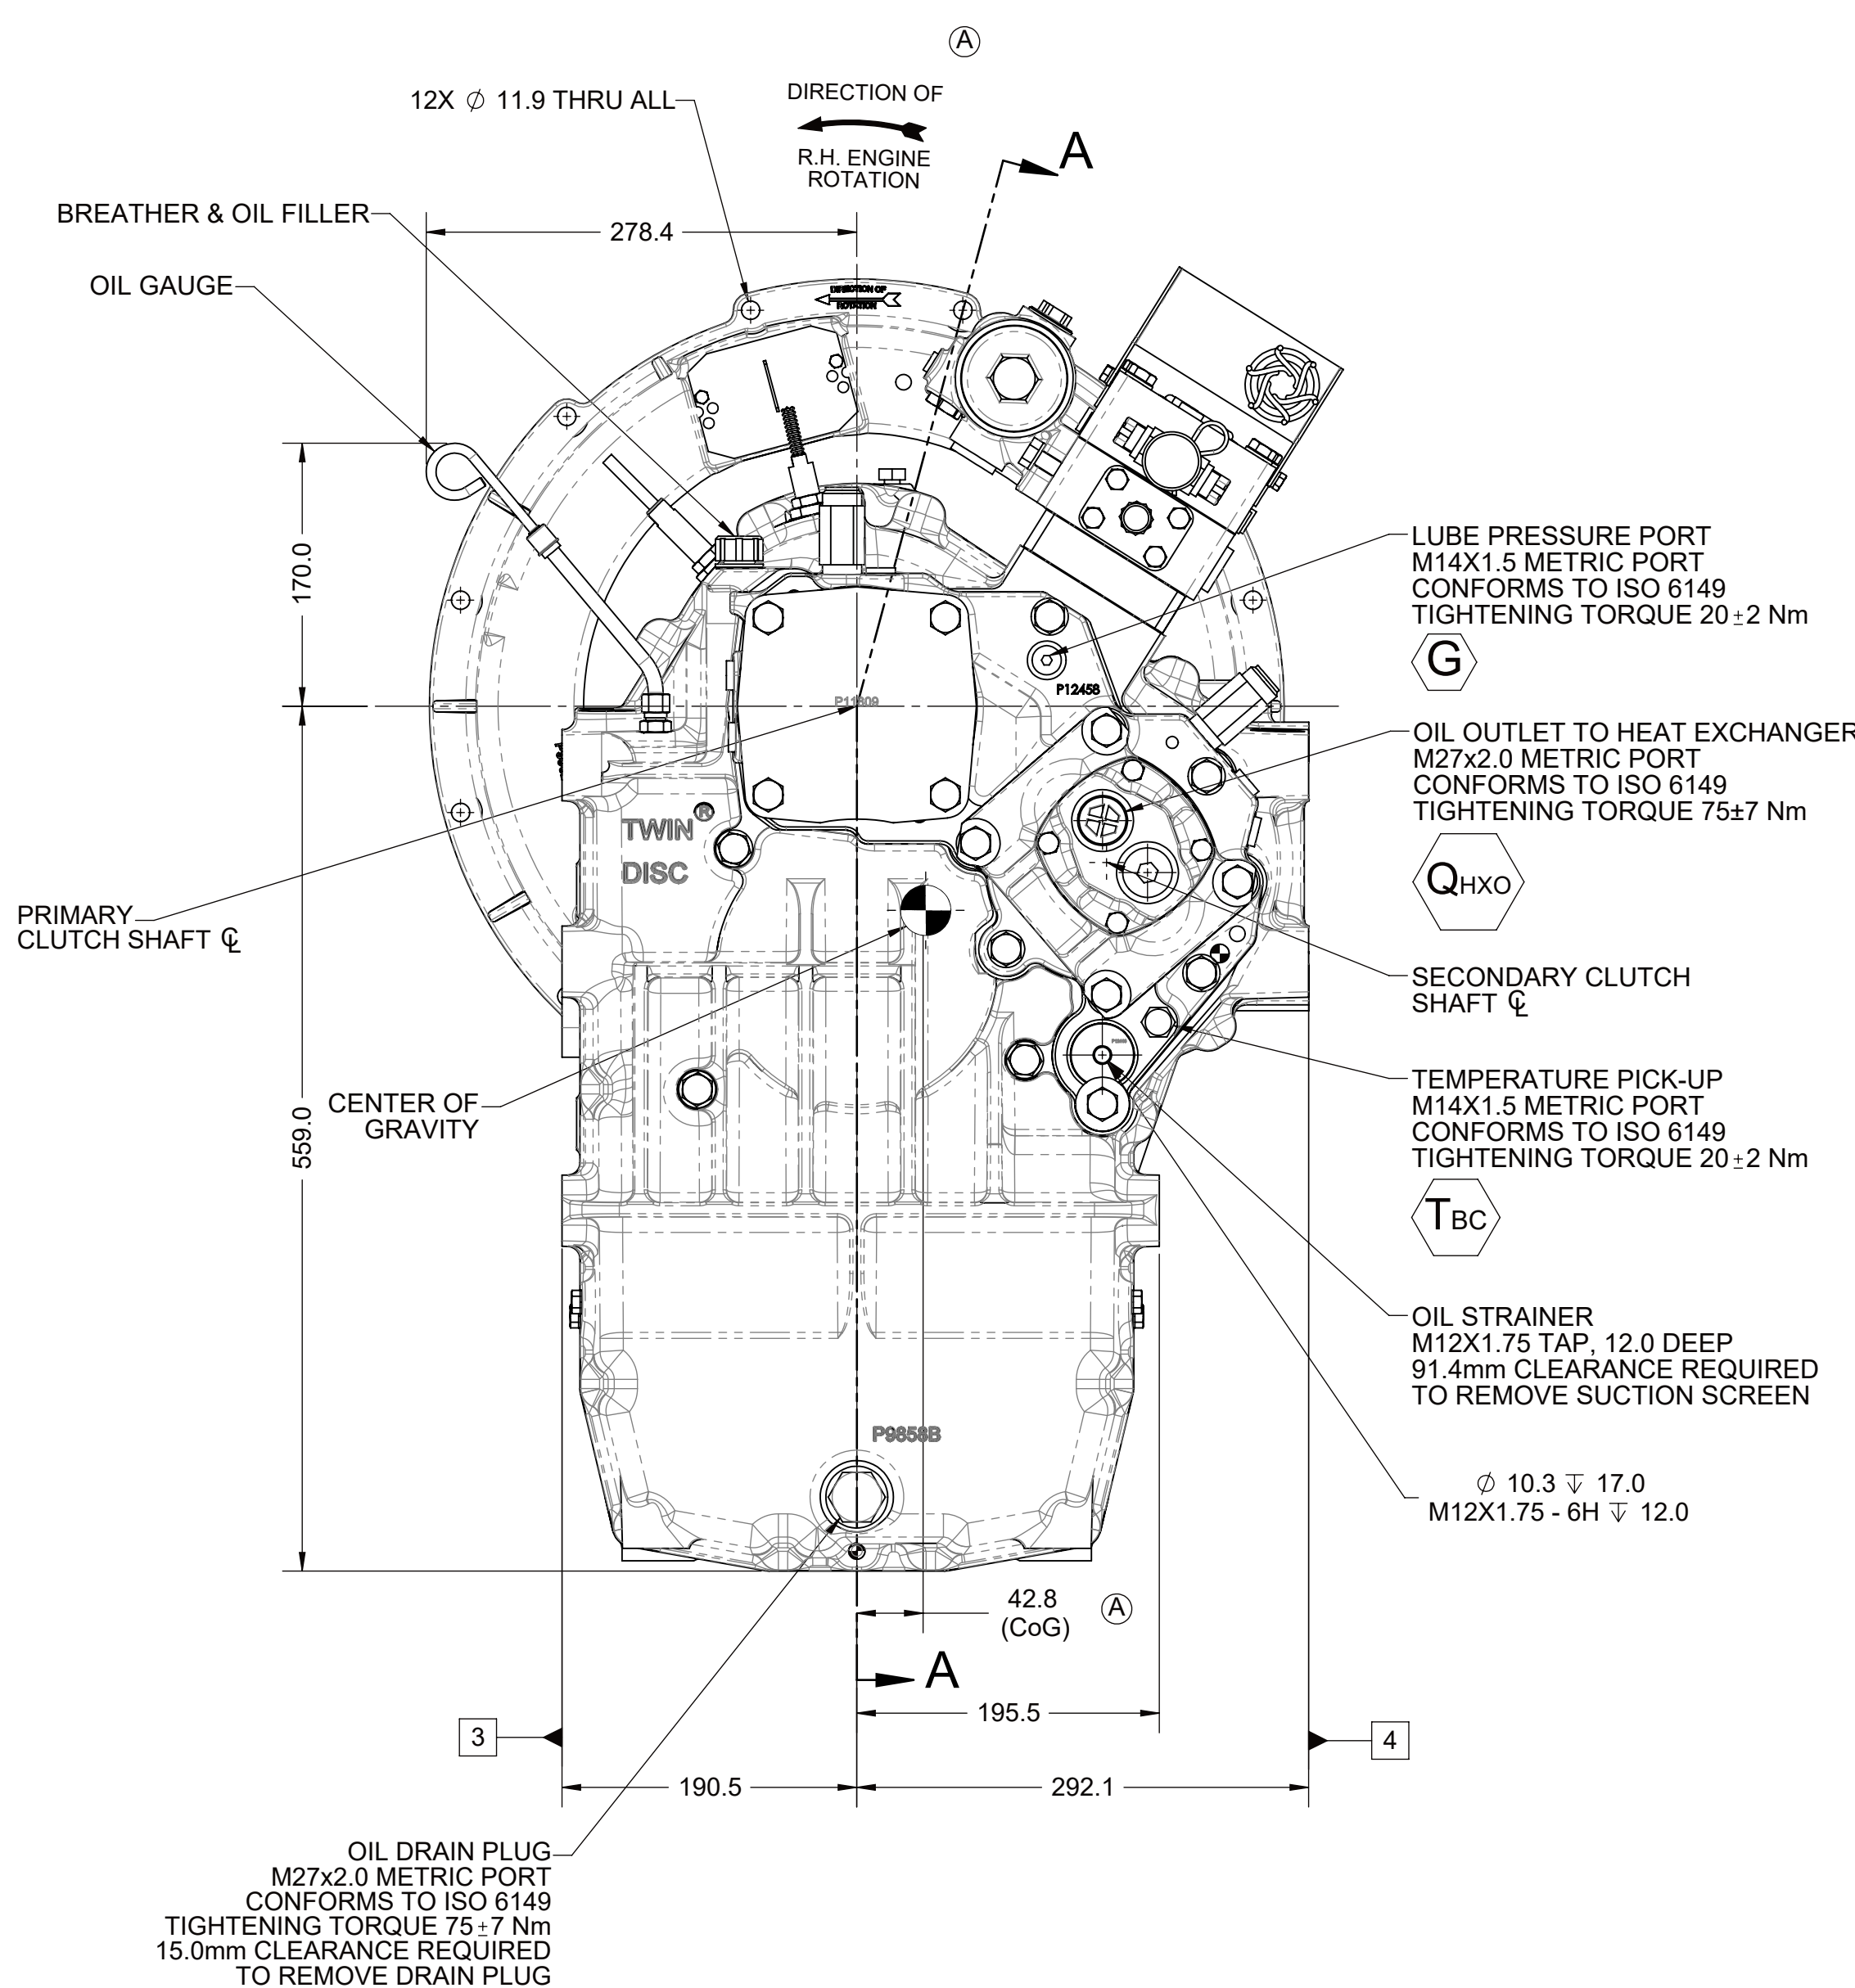 A
12X ⌀ 11.9 THRU ALL
DIRECTION OF
R.H. ENGINE
ROTATION
A
BREATHER & OIL FILLER
278.4
OIL GAUGE
DIRECTION OF
ROTATION
170.0
LUBE PRESSURE PORT
M14X1.5 METRIC PORT
CONFORMS TO ISO 6149
TIGHTENING TORQUE 20±2 Nm
G
P12458
P11809
OIL OUTLET TO HEAT EXCHANGER
M27x2.0 METRIC PORT
CONFORMS TO ISO 6149
TIGHTENING TORQUE 75±7 Nm
QHXO
TWIN®
DISC
PRIMARY
CLUTCH SHAFT ℄
SECONDARY CLUTCH
SHAFT ℄
CENTER OF
GRAVITY
559.0
TEMPERATURE PICK-UP
M14X1.5 METRIC PORT
CONFORMS TO ISO 6149
TIGHTENING TORQUE 20±2 Nm
TBC
OIL STRAINER
M12X1.75 TAP, 12.0 DEEP
91.4mm CLEARANCE REQUIRED
TO REMOVE SUCTION SCREEN
P9858B
⌀ 10.3 ↧ 17.0
M12X1.75 - 6H ↧ 12.0
42.8
(CoG)
A
A
195.5
3
4
190.5
292.1
OIL DRAIN PLUG
M27x2.0 METRIC PORT
CONFORMS TO ISO 6149
TIGHTENING TORQUE 75±7 Nm
15.0mm CLEARANCE REQUIRED
TO REMOVE DRAIN PLUG